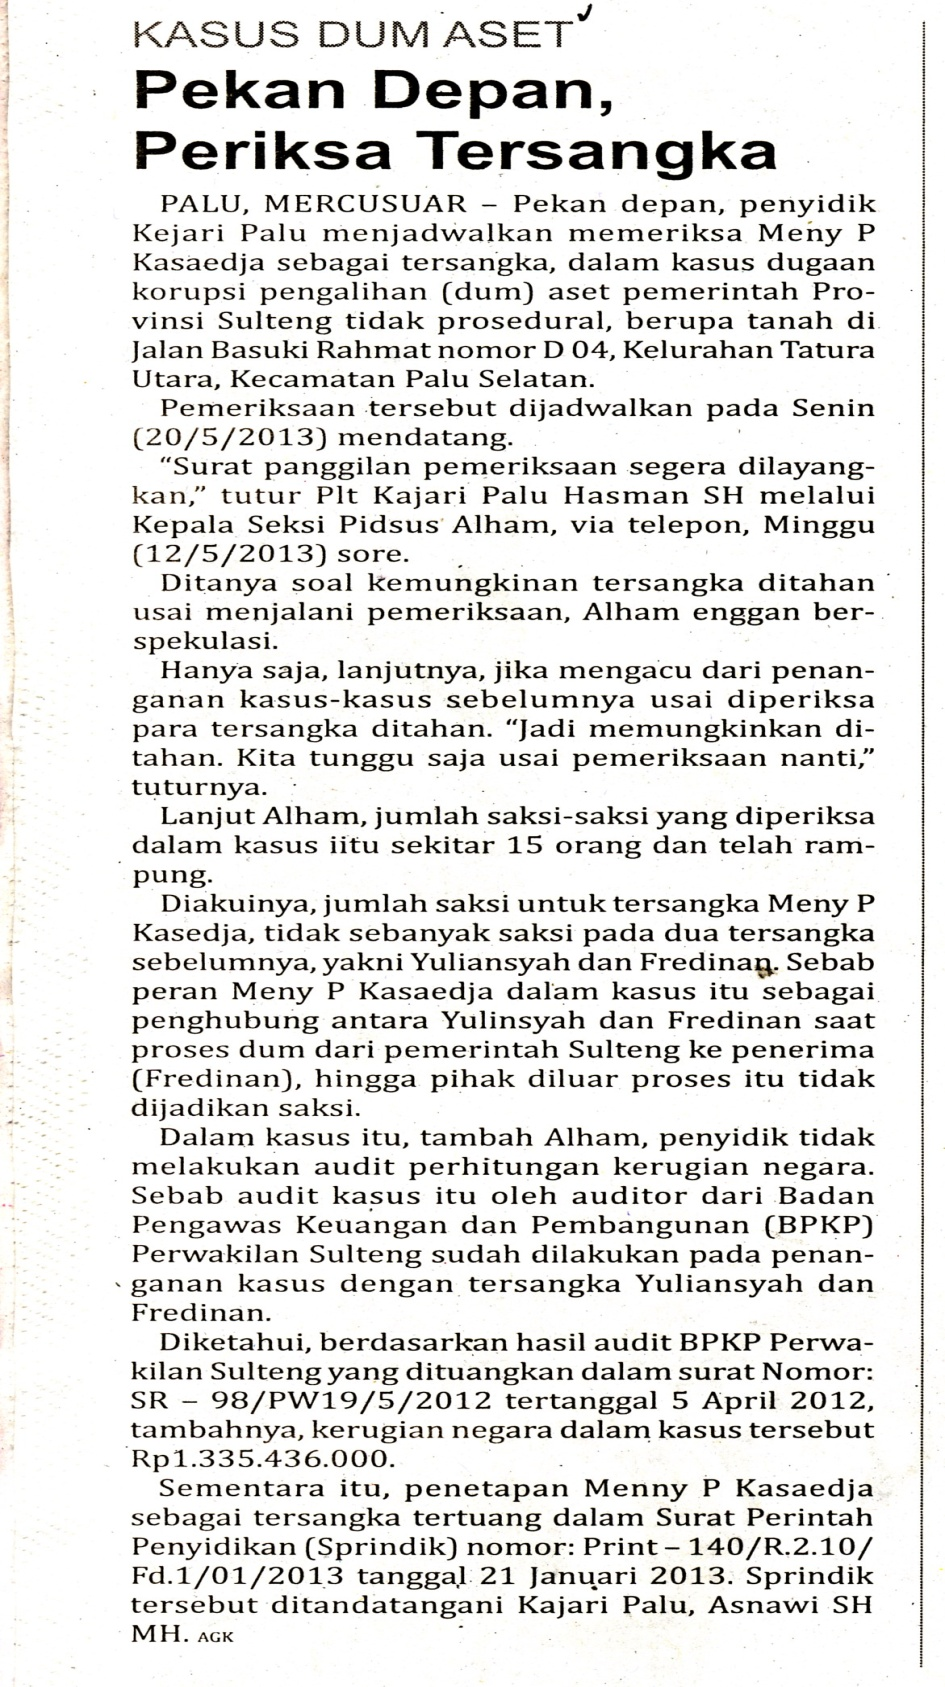 KASUS DUM ASET
Pekan Depan,
Periksa Tersangka
PALU, MERCUSUAR – Pekan depan, penyidik
Kejari Palu menjadwalkan memeriksa Meny P
Kasaedja sebagai tersangka, dalam kasus dugaan
korupsi pengalihan (dum) aset pemerintah Pro-
vinsi Sulteng tidak prosedural, berupa tanah di
Jalan Basuki Rahmat nomor D 04, Kelurahan Tatura
Utara, Kecamatan Palu Selatan.
Pemeriksaan tersebut dijadwalkan pada Senin
(20/5/2013) mendatang.
“Surat panggilan pemeriksaan segera dilayang-
kan,” tutur Plt Kajari Palu Hasman SH melalui
Kepala Seksi Pidsus Alham, via telepon, Minggu
(12/5/2013) sore.
Ditanya soal kemungkinan tersangka ditahan
usai menjalani pemeriksaan, Alham enggan ber-
spekulasi.
Hanya saja, lanjutnya, jika mengacu dari penan-
ganan kasus-kasus sebelumnya usai diperiksa
para tersangka ditahan. “Jadi memungkinkan di-
tahan. Kita tunggu saja usai pemeriksaan nanti,”
tuturnya.
Lanjut Alham, jumlah saksi-saksi yang diperiksa
dalam kasus iitu sekitar 15 orang dan telah ram-
pung.
Diakuinya, jumlah saksi untuk tersangka Meny P
Kasedja, tidak sebanyak saksi pada dua tersangka
sebelumnya, yakni Yuliansyah dan Fredinan. Sebab
peran Meny P Kasaedja dalam kasus itu sebagai
penghubung antara Yulinsyah dan Fredinan saat
proses dum dari pemerintah Sulteng ke penerima
(Fredinan), hingga pihak diluar proses itu tidak
dijadikan saksi.
Dalam kasus itu, tambah Alham, penyidik tidak
melakukan audit perhitungan kerugian negara.
Sebab audit kasus itu oleh auditor dari Badan
Pengawas Keuangan dan Pembangunan (BPKP)
Perwakilan Sulteng sudah dilakukan pada penan-
ganan kasus dengan tersangka Yuliansyah dan
Fredinan.
Diketahui, berdasarkan hasil audit BPKP Perwa-
kilan Sulteng yang dituangkan dalam surat Nomor:
SR – 98/PW19/5/2012 tertanggal 5 April 2012,
tambahnya, kerugian negara dalam kasus tersebut
Rp1.335.436.000.
Sementara itu, penetapan Menny P Kasaedja
sebagai tersangka tertuang dalam Surat Perintah
Penyidikan (Sprindik) nomor: Print – 140/R.2.10/
Fd.1/01/2013 tanggal 21 Januari 2013. Sprindik
tersebut ditandatangani Kajari Palu, Asnawi SH
MH. AGK